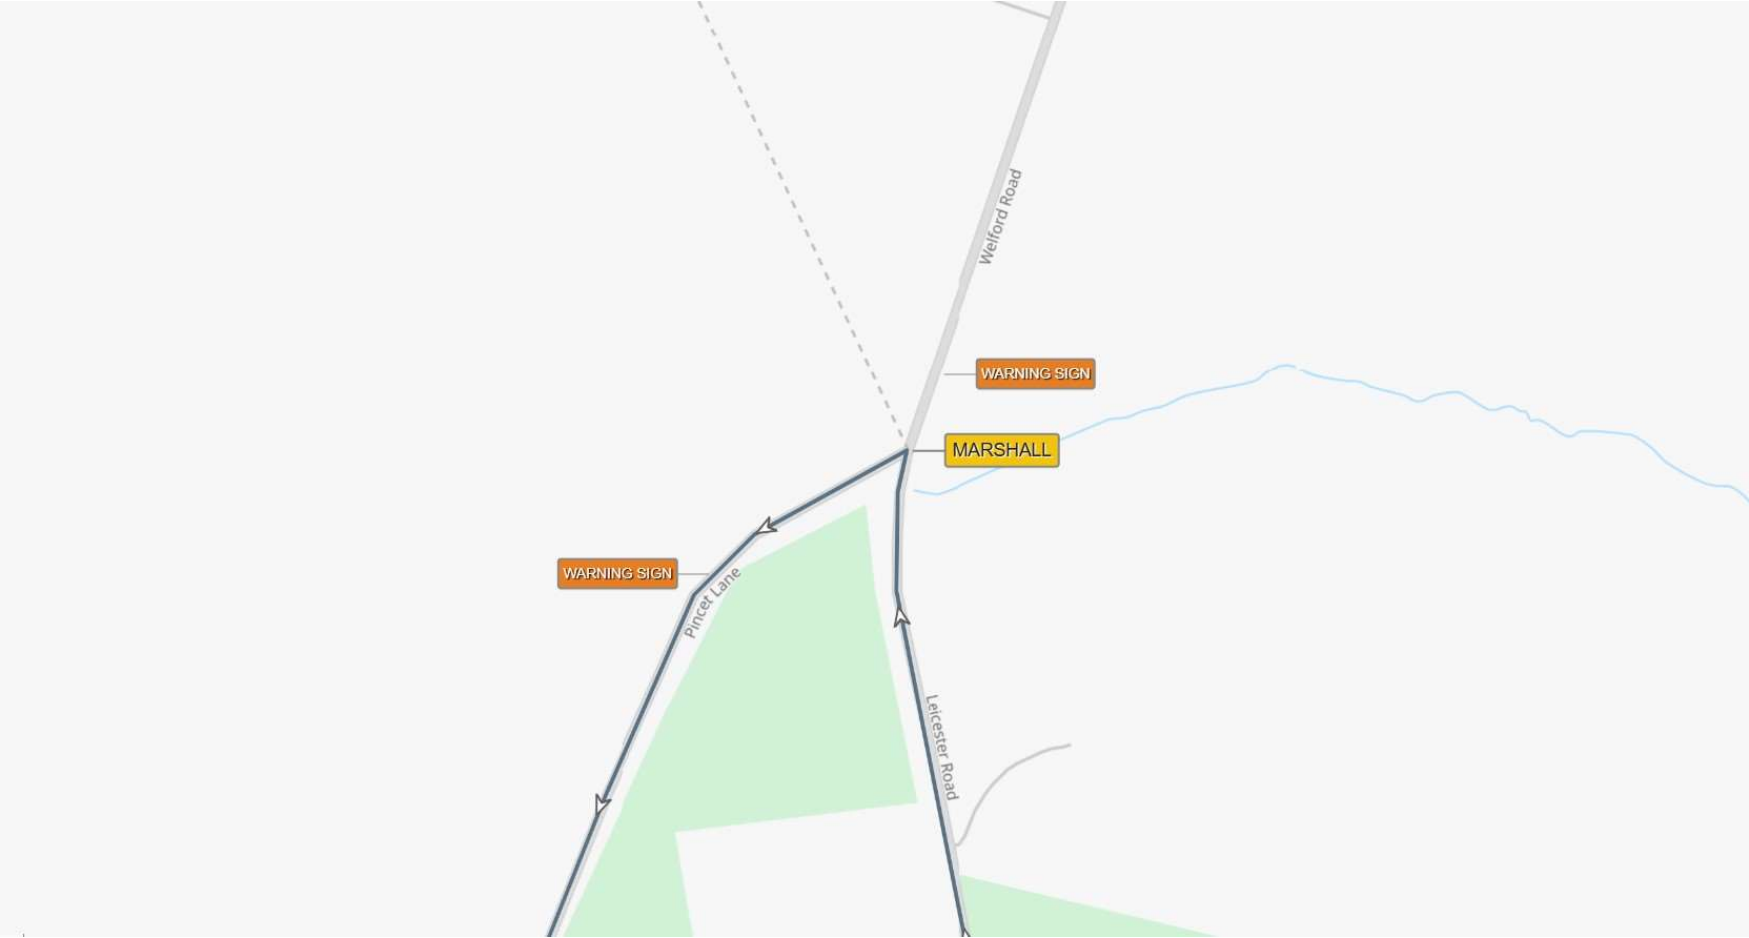 Welford Road
WARNING SIGN
MARSHALL
WARNING SIGN
Pincet Lane
Leicester Road